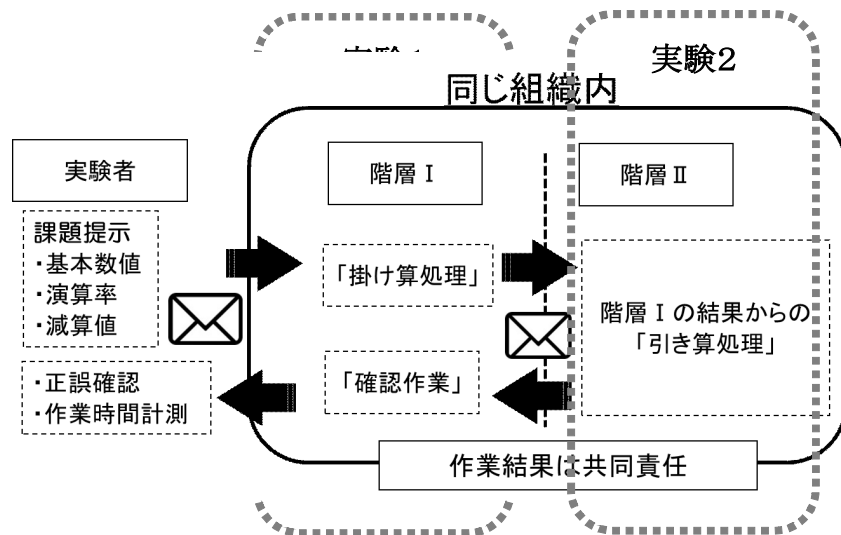 実験2
同じ組織内
実験者
階層Ⅰ
階層Ⅱ
課題提示
・基本数値
・演算率
・減算値
「掛け算処理」
階層Ⅰの結果からの
「引き算処理」
・正誤確認
・作業時間計測
「確認作業」
作業結果は共同責任